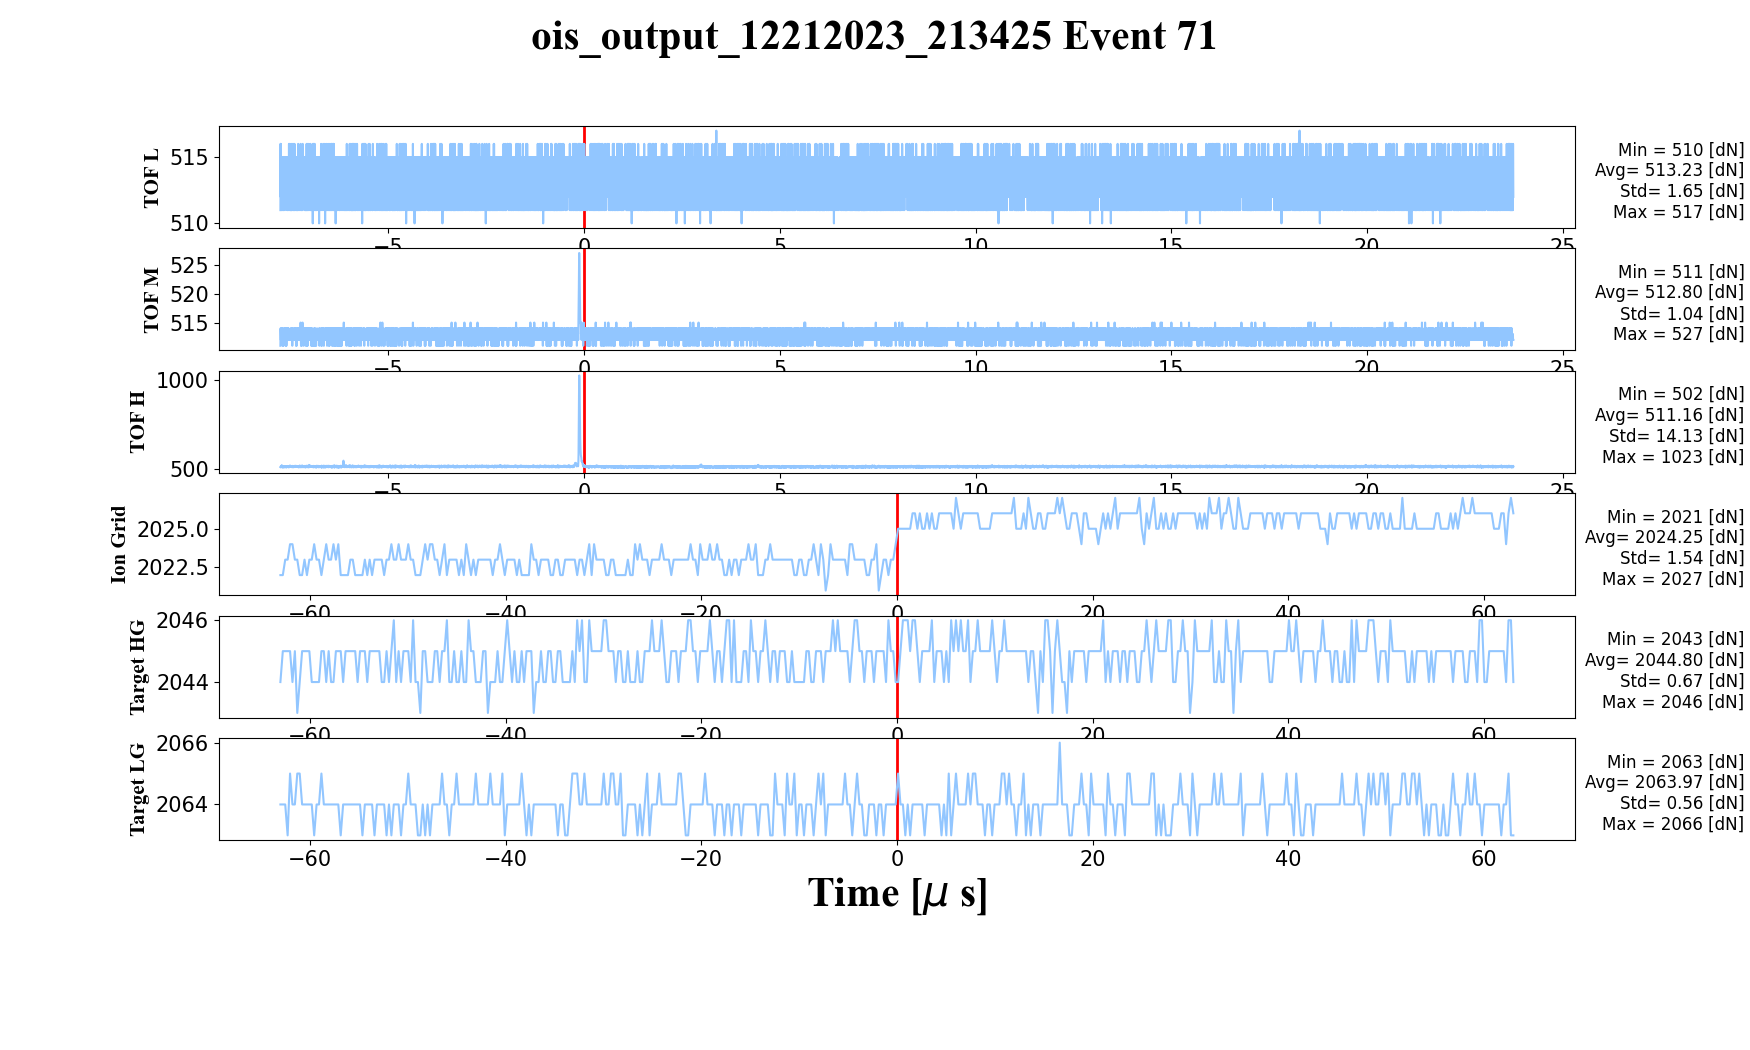 ois_output_12212023_213425 Event 71
TOF L
515
510
Min = 510 [dN]
Avg= 513.23 [dN]
Std= 1.65 [dN]
Max = 517 [dN]
−5 0 5 10 15 20 25
TOF M
525
520
515
Min = 511 [dN]
Avg= 512.80 [dN]
Std= 1.04 [dN]
Max = 527 [dN]
−5 0 5 10 15 20 25
TOF H
1000
500
Min = 502 [dN]
Avg= 511.16 [dN]
Std= 14.13 [dN]
Max = 1023 [dN]
−5 0 5 10 15 20 25
Ion Grid
2025.0
2022.5
Min = 2021 [dN]
Avg= 2024.25 [dN]
Std= 1.54 [dN]
Max = 2027 [dN]
−60 −40 −20 0 20 40 60
Target HG
2046
2044
Min = 2043 [dN]
Avg= 2044.80 [dN]
Std= 0.67 [dN]
Max = 2046 [dN]
−60 −40 −20 0 20 40 60
Target LG
2066
2064
Min = 2063 [dN]
Avg= 2063.97 [dN]
Std= 0.56 [dN]
Max = 2066 [dN]
−60 −40 −20 0 20 40 60
Time [μ s]